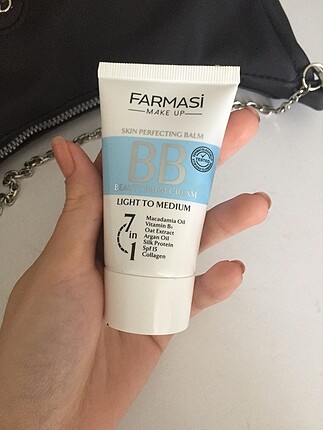 FARMASİ
MAKE UP
SKIN PERFECTING BALM
BB
CREAM
LIGHT TO MEDIUM
7 in 1
Macadamia Oil
Vitamin B5
Oat Extract
Argan Oil
Silk Protein
Spf 15
Collagen